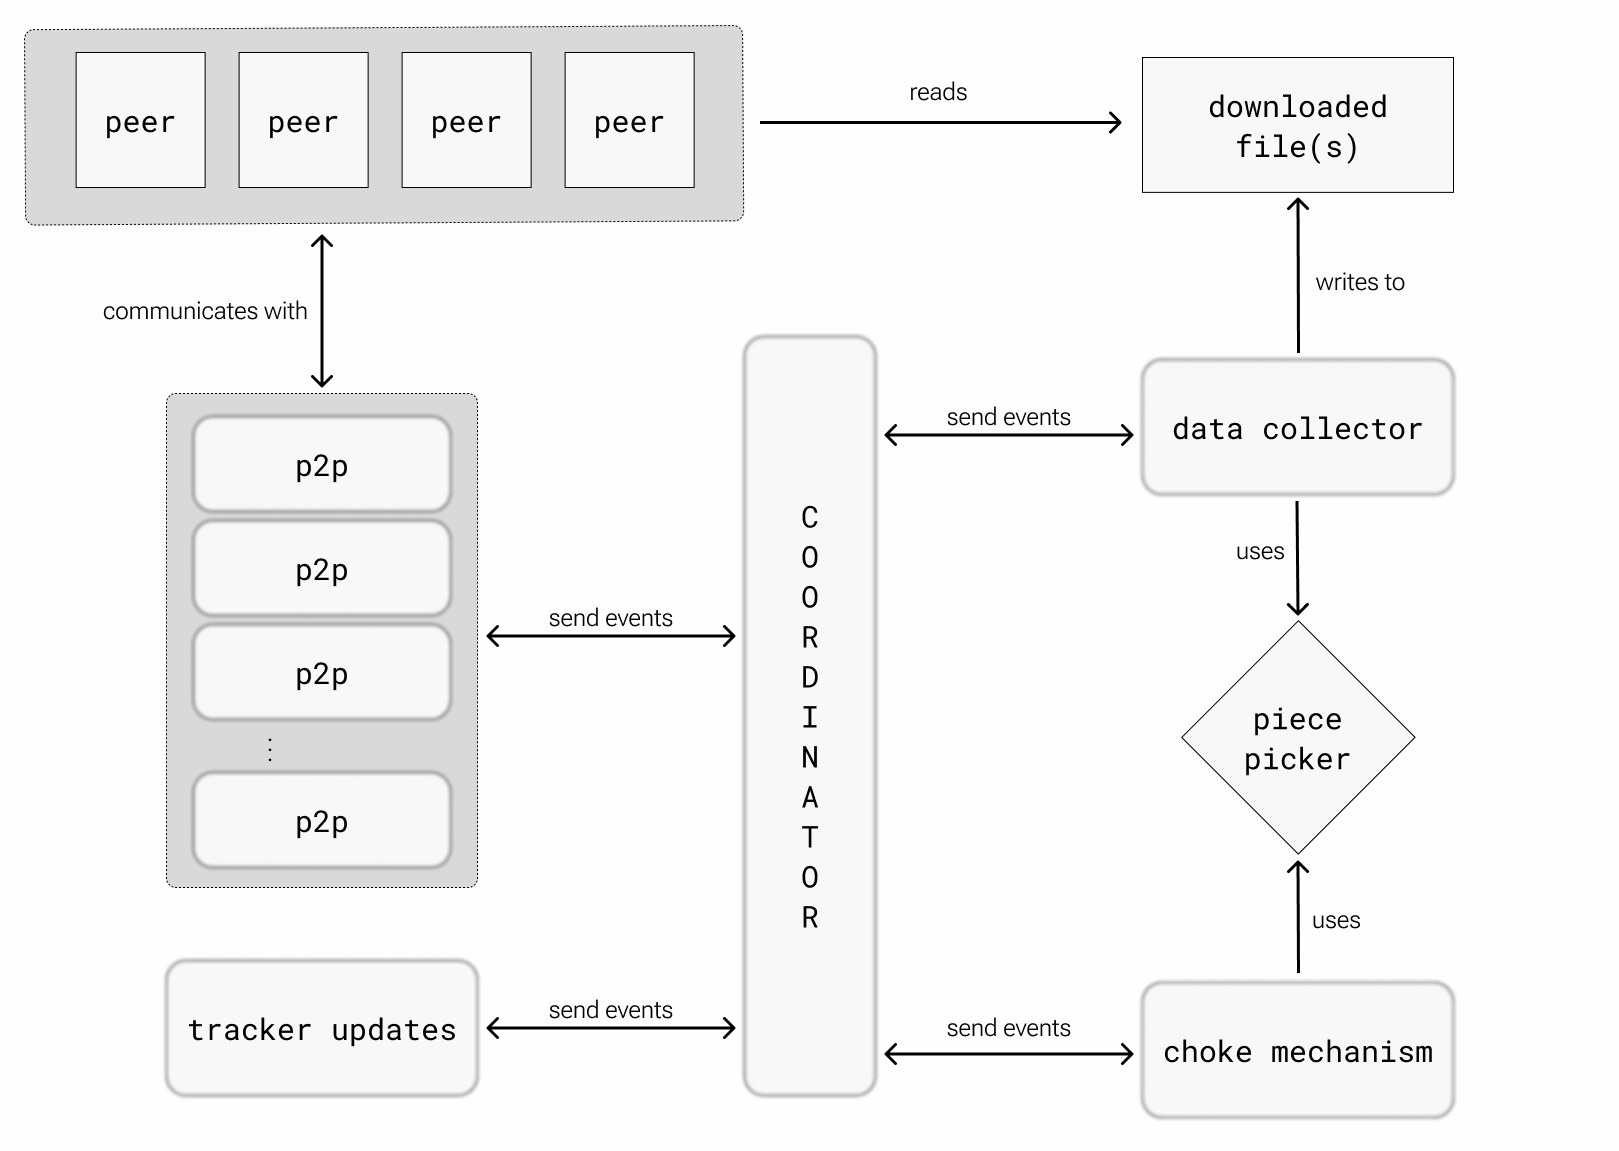 peer
peer
peer
peer
reads
downloaded
file(s)
communicates with
writes to
p2p
p2p
p2p
⋮
p2p
send events
COORDINATOR
send events
data collector
uses
piece
picker
uses
tracker updates
send events
send events
choke mechanism